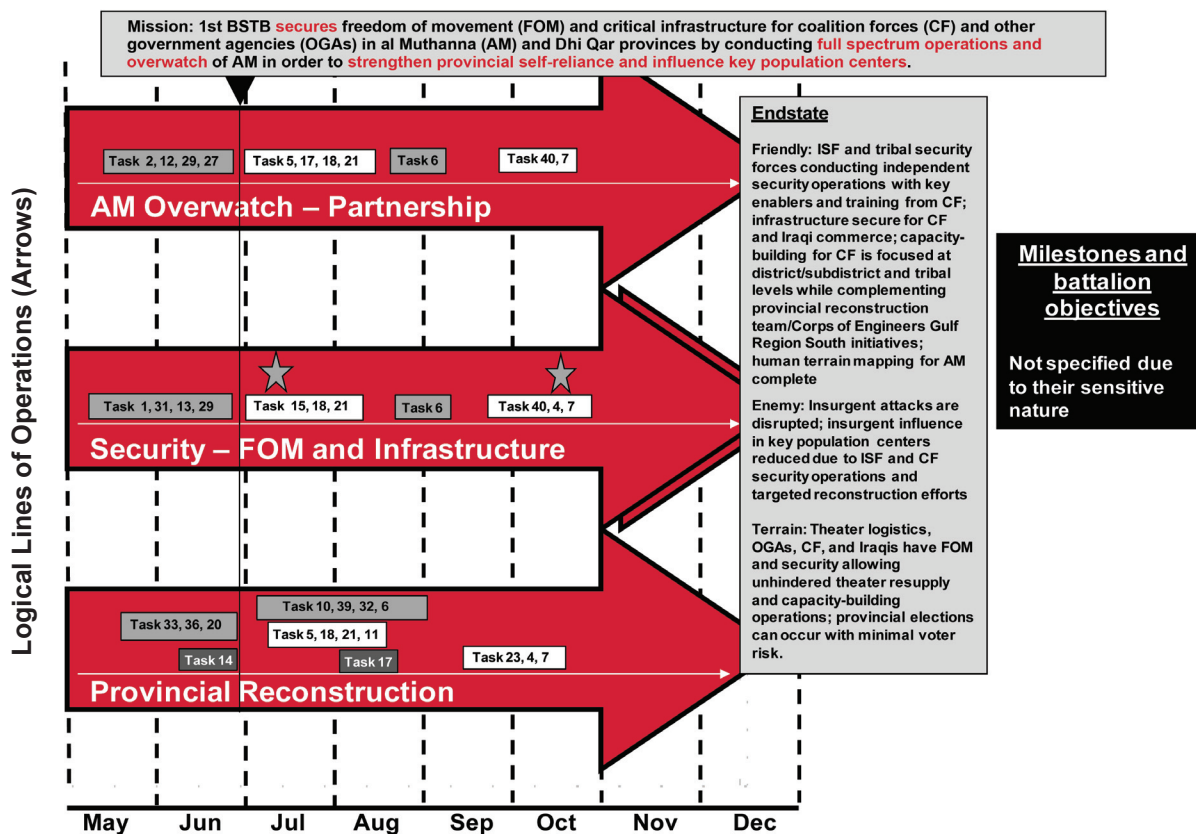 Mission: 1st BSTB secures freedom of movement (FOM) and critical infrastructure for coalition forces (CF) and other
government agencies (OGAs) in al Muthanna (AM) and Dhi Qar provinces by conducting full spectrum operations and
overwatch of AM in order to strengthen provincial self-reliance and influence key population centers.
Logical Lines of Operations (Arrows)
Task 2, 12, 29, 27
Task 5, 17, 18, 21
Task 6
Task 40, 7
AM Overwatch – Partnership
Task 1, 31, 13, 29
Task 15, 18, 21
Task 6
Task 40, 4, 7
Security – FOM and Infrastructure
Task 33, 36, 20
Task 10, 39, 32, 6
Task 5, 18, 21, 11
Task 14
Task 17
Task 23, 4, 7
Provincial Reconstruction
Endstate
Friendly: ISF and tribal security
forces conducting independent
security operations with key
enablers and training from CF;
infrastructure secure for CF
and Iraqi commerce; capacity-
building for CF is focused at
district/subdistrict and tribal
levels while complementing
provincial reconstruction
team/Corps of Engineers Gulf
Region South initiatives;
human terrain mapping for AM
complete
Enemy: Insurgent attacks are
disrupted; insurgent influence
in key population centers
reduced due to ISF and CF
security operations and
targeted reconstruction efforts
Terrain: Theater logistics,
OGAs, CF, and Iraqis have FOM
and security allowing
unhindered theater resupply
and capacity-building
operations; provincial elections
can occur with minimal voter
risk.
Milestones and
battalion
objectives
Not specified due
to their sensitive
nature
May Jun Jul Aug Sep Oct Nov Dec